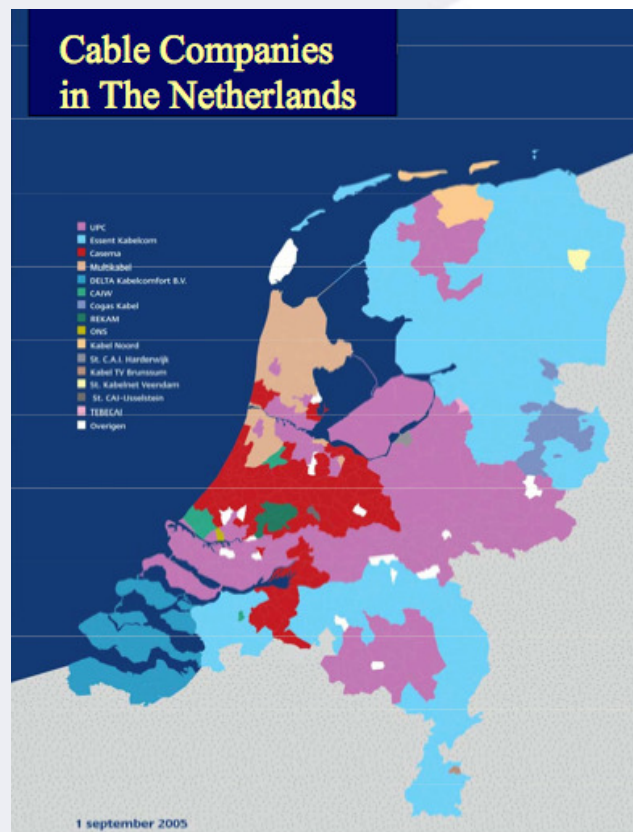 Cable Companies
in The Netherlands
UPC
Essent Kabelcom
Casema
Multikabel
DELTA Kabelcomfort B.V.
CAIW
Cogas Kabel
REKAM
ONS
Kabel Noord
St. C.A.I. Harderwijk
Kabel TV Brunssum
St. Kabelnet Veendam
St. CAI-IJsselstein
TEBECAI
Overigen
1 september 2005